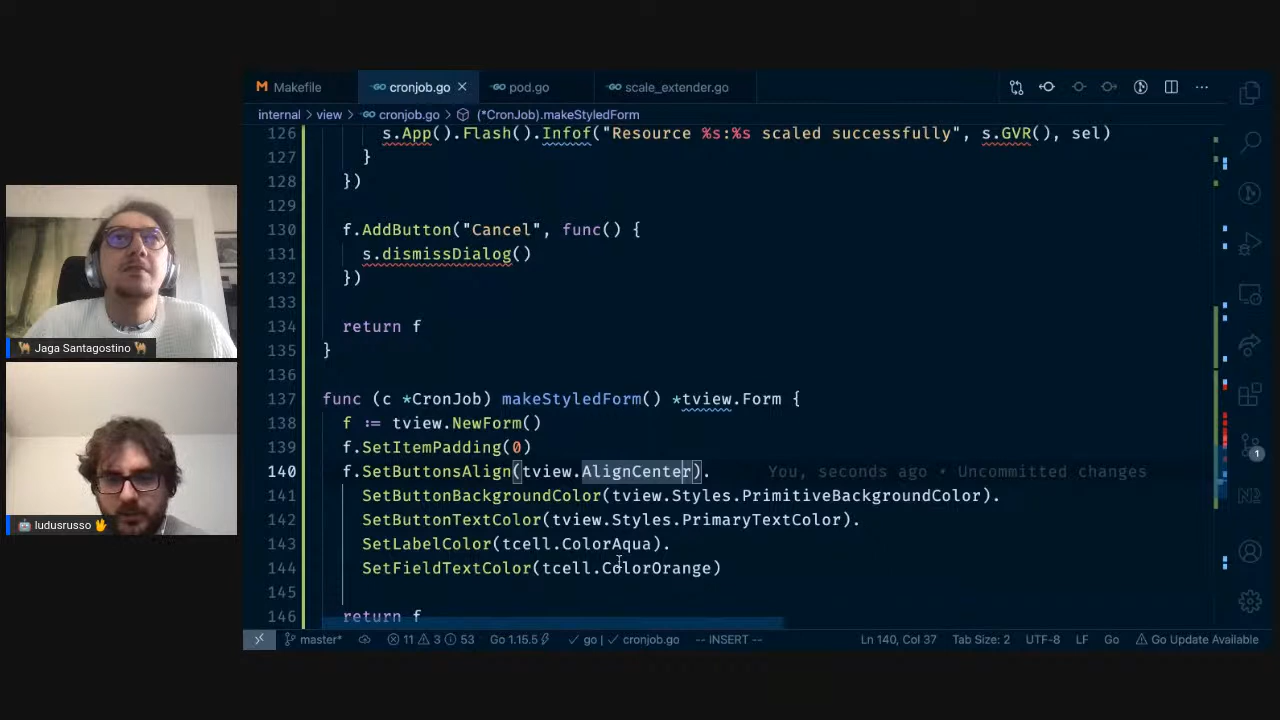 Makefile
cronjob.go
pod.go
scale_extender.go
internal > view > cronjob.go > (*CronJob).makeStyledForm
126 s.App().Flash().Infof("Resource %s:%s scaled successfully", s.GVR(), sel)
127 }
128 })
129
130 f.AddButton("Cancel", func() {
131 s.dismissDialog()
132 })
133
134 return f
135 }
136
137 func (c *CronJob) makeStyledForm() *tview.Form {
138 f := tview.NewForm()
139 f.SetItemPadding(0)
140 f.SetButtonsAlign(tview.AlignCenter). You, seconds ago • Uncommitted changes
141 SetButtonBackgroundColor(tview.Styles.PrimitiveBackgroundColor).
142 SetButtonTextColor(tview.Styles.PrimaryTextColor).
143 SetLabelColor(tcell.ColorAqua).
144 SetFieldTextColor(tcell.ColorOrange)
145
146 return f
Jaga Santagostino
ludusrusso
1
master* 11 3 53 Go 1.15.5 go | cronjob.go -- INSERT -- Ln 140, Col 37 Tab Size: 2 UTF-8 LF Go Go Update Available